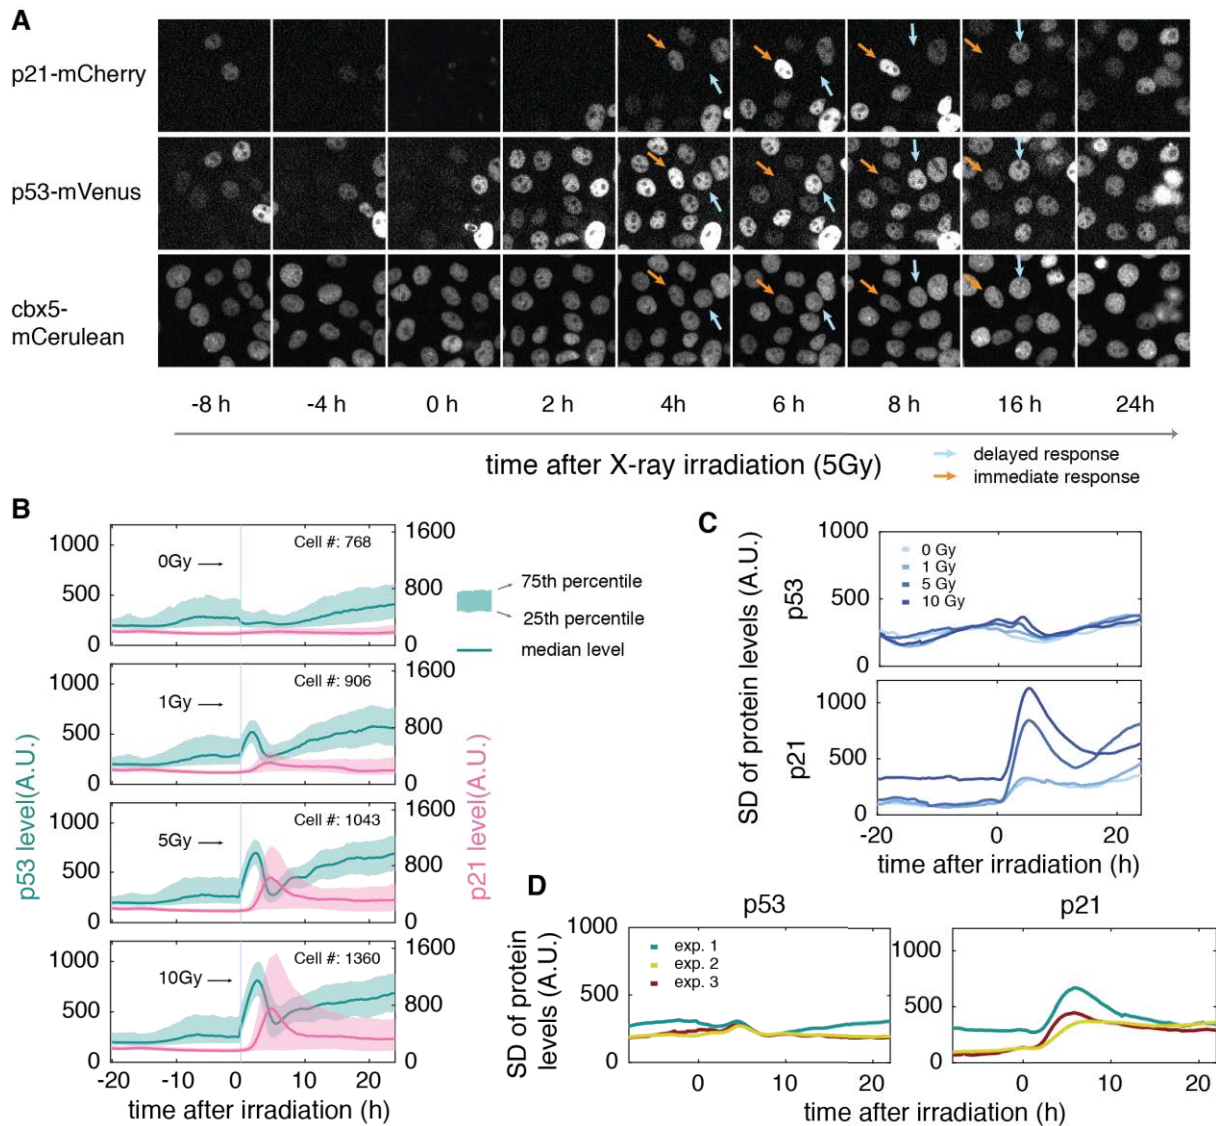 A
p21-mCherry
p53-mVenus
cbx5-
mCerulean
-8 h -4 h 0 h 2 h 4h 6 h 8 h 16 h 24h
time after X-ray irradiation (5Gy)
delayed response
immediate response
B
p53 level(A.U.)
p21 level(A.U.)
1000
500
0
1600
800
0
0Gy
Cell #: 768
75th percentile
25th percentile
median level
1000
500
0
1600
800
0
1Gy
Cell #: 906
1000
500
0
1600
800
0
5Gy
Cell #: 1043
1000
500
0
1600
800
0
10Gy
Cell #: 1360
-20 -10 0 10 20
time after irradiation (h)
C
SD of protein levels (A.U.)
p53
1000
500
0
0 Gy
1 Gy
5 Gy
10 Gy
p21
1000
500
0
-20 0 20
time after irradiation (h)
D
SD of protein
levels (A.U.)
p53
1000
500
0
exp. 1
exp. 2
exp. 3
0 10 20
p21
1000
500
0
0 10 20
time after irradiation (h)